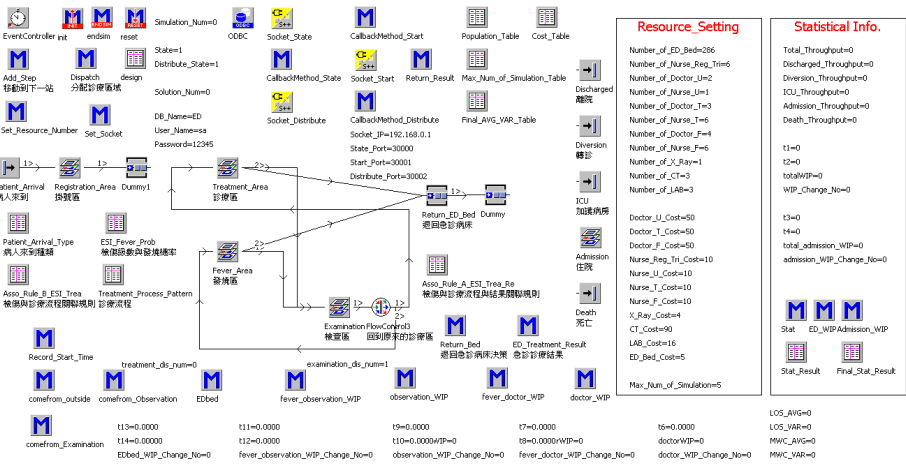 EventController
init
endsim
reset
Simulation_Num=0
ODBC
Socket_State
CallbackMethod_Start
Population_Table
Cost_Table
State=1
Distribute_State=1
Add_Step
移動到下一站
Dispatch
分配診療區域
design
CallbackMethod_State
Socket_Start
Return_Result
Max_Num_of_Simulation_Table
Solution_Num=0
Set_Resource_Number
Set_Socket
DB_Name=ED
User_Name=sa
Password=12345
Socket_Distribute
CallbackMethod_Distribute
Final_AVG_VAR_Table
Socket_IP=192.168.0.1
State_Port=30000
Start_Port=30001
Distribute_Port=30002
Discharged
離院
Diversion
轉診
ICU
加護病房
Admission
住院
Death
死亡
1>
1>
2>
atient_Arrival
病人來到
Registration_Area
掛號區
Dummy1
Treatment_Area
診療區
1>
Return_ED_Bed
退回急診病床
Dummy
Patient_Arrival_Type
病人來到種類
ESI_Fever_Prob
檢傷級數與發燒機率
2>
Fever_Area
發燒區
Asso_Rule_B_ESI_Trea
檢傷與診療流程關聯規則
Treatment_Process_Pattern
診療流程
Asso_Rule_A_ESI_Trea_Re
檢傷與診療流程與結果關聯規則
1>
1>
2>
Examination
檢查區
FlowControl3
回到原來的診療區
Return_Bed
退回急診病床決策
ED_Treatment_Result
急診診療結果
Record_Start_Time
treatment_dis_num=0
examination_dis_num=1
comefrom_outside
comefrom_Observation
EDbed
fever_observation_WIP
observation_WIP
fever_doctor_WIP
doctor_WIP
comefrom_Examination
t13=0.0000
t14=0.00000
EDbed_WIP_Change_No=0
t11=0.0000
t12=0.0000
fever_observation_WIP_Change_No=0
t9=0.0000
t10=0.0000
WIP=0
observation_WIP_Change_No=0
t7=0.0000
t8=0.0000
rWIP=0
fever_doctor_WIP_Change_No=0
t6=0.0000
doctorWIP=0
doctor_WIP_Change_No=0
LOS_AVG=0
LOS_VAR=0
MWC_AVG=0
MWC_VAR=0
Resource_Setting
Number_of_ED_Bed=286
Number_of_Nurse_Reg_Tri=6
Number_of_Doctor_U=2
Number_of_Nurse_U=1
Number_of_Doctor_T=3
Number_of_Nurse_T=6
Number_of_Doctor_F=4
Number_of_Nurse_F=6
Number_of_X_Ray=1
Number_of_CT=3
Number_of_LAB=3
Doctor_U_Cost=50
Doctor_T_Cost=50
Doctor_F_Cost=50
Nurse_Reg_Tri_Cost=10
Nurse_U_Cost=10
Nurse_T_Cost=10
Nurse_F_Cost=10
X_Ray_Cost=4
CT_Cost=90
LAB_Cost=16
ED_Bed_Cost=5
Max_Num_of_Simulation=5
Statistical Info.
Total_Throughput=0
Discharged_Throughput=0
Diversion_Throughput=0
ICU_Throughput=0
Admission_Throughput=0
Death_Throughput=0
t1=0
t2=0
totalWIP=0
WIP_Change_No=0
t3=0
t4=0
total_admission_WIP=0
admission_WIP_Change_No=0
Stat
ED_WIP
Admission_WIP
Stat_Result
Final_Stat_Result